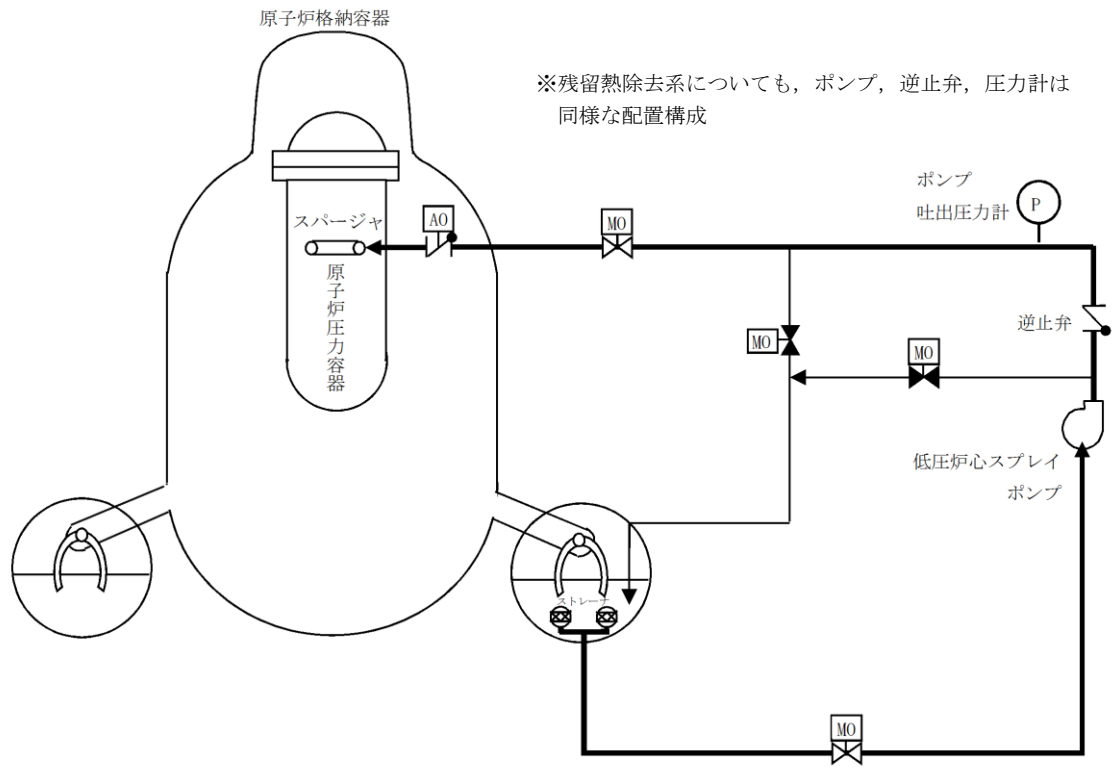 原子炉格納容器
※残留熱除去系についても，ポンプ，逆止弁，圧力計は
同様な配置構成
ポンプ
吐出圧力計
P
スパージャ
AO
MO
原子炉圧力容器
逆止弁
MO
MO
低圧炉心スプレイ
ポンプ
ストレーナ
MO